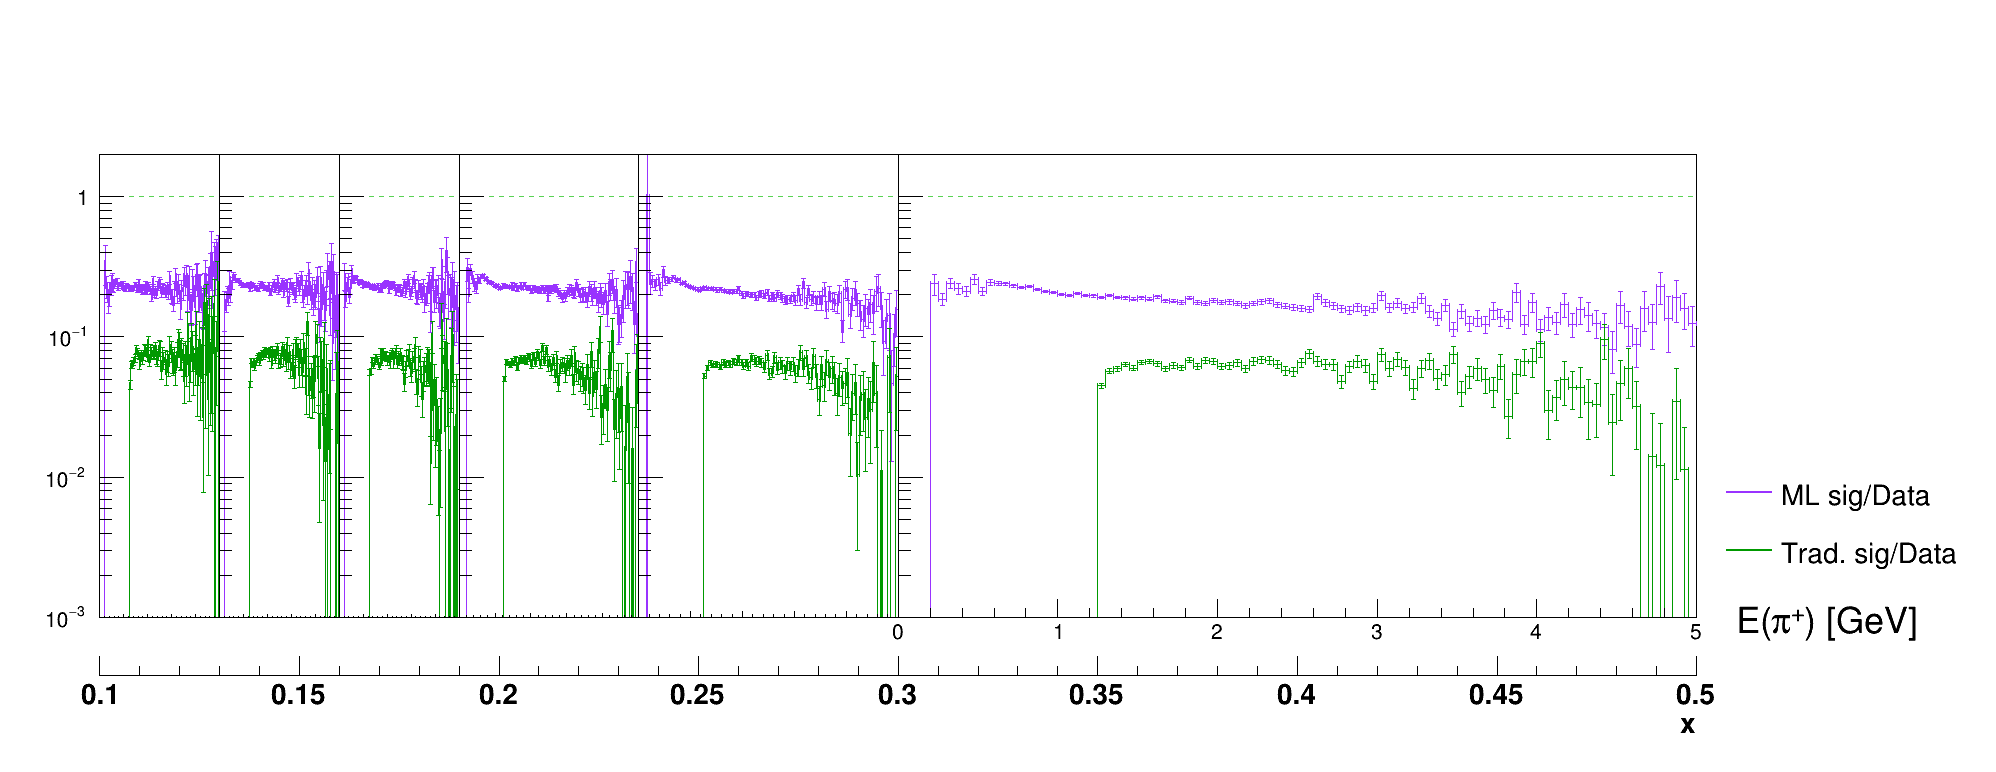 1
10⁻¹
10⁻²
10⁻³
ML sig/Data
Trad. sig/Data
0 1 2 3 4 5
E(π⁺) [GeV]
0.1 0.15 0.2 0.25 0.3 0.35 0.4 0.45 0.5
x